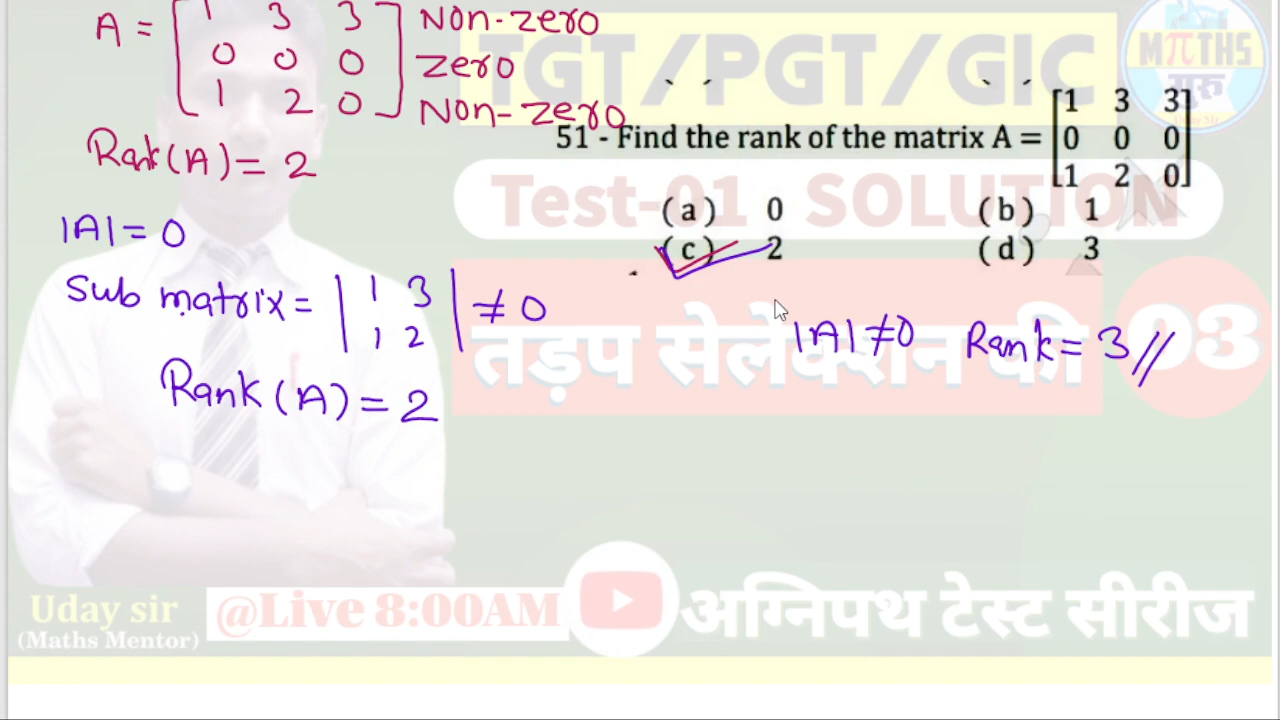 A = [1 3 3] Non-zero
[0 0 0] zero
[1 2 0] Non-zero
Rank(A) = 2
|A| = 0
Sub matrix = |1 3| ≠ 0
|1 2|
Rank (A) = 2
TGT/PGT/GIC
MπTHS
गुरु
Uday Sir
51 - Find the rank of the matrix A = [1 3 3]
[0 0 0]
[1 2 0]
Test-01 SOLUTION
(a) 0 (b) 1
(c) 2 (d) 3
|A| ≠ 0 Rank = 3 //
तड़प सेलेक्शन की 03
Uday sir
(Maths Mentor)
@Live 8:00AM
अग्निपथ टेस्ट सीरीज